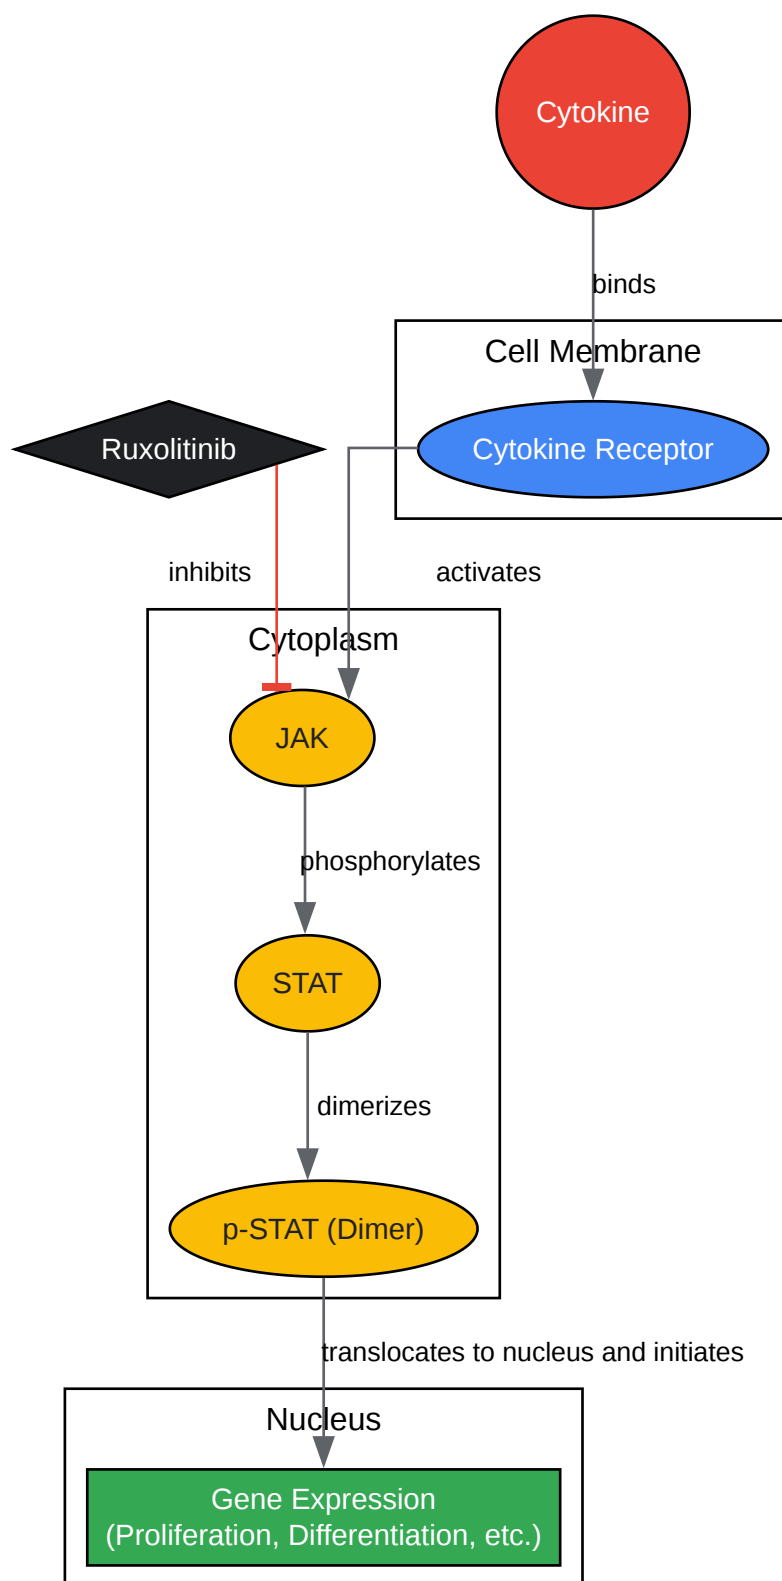 Cytokine
binds
Cell Membrane
Ruxolitinib
Cytokine Receptor
inhibits
activates
Cytoplasm
JAK
phosphorylates
STAT
dimerizes
p-STAT (Dimer)
translocates to nucleus and initiates
Nucleus
Gene Expression
(Proliferation, Differentiation, etc.)